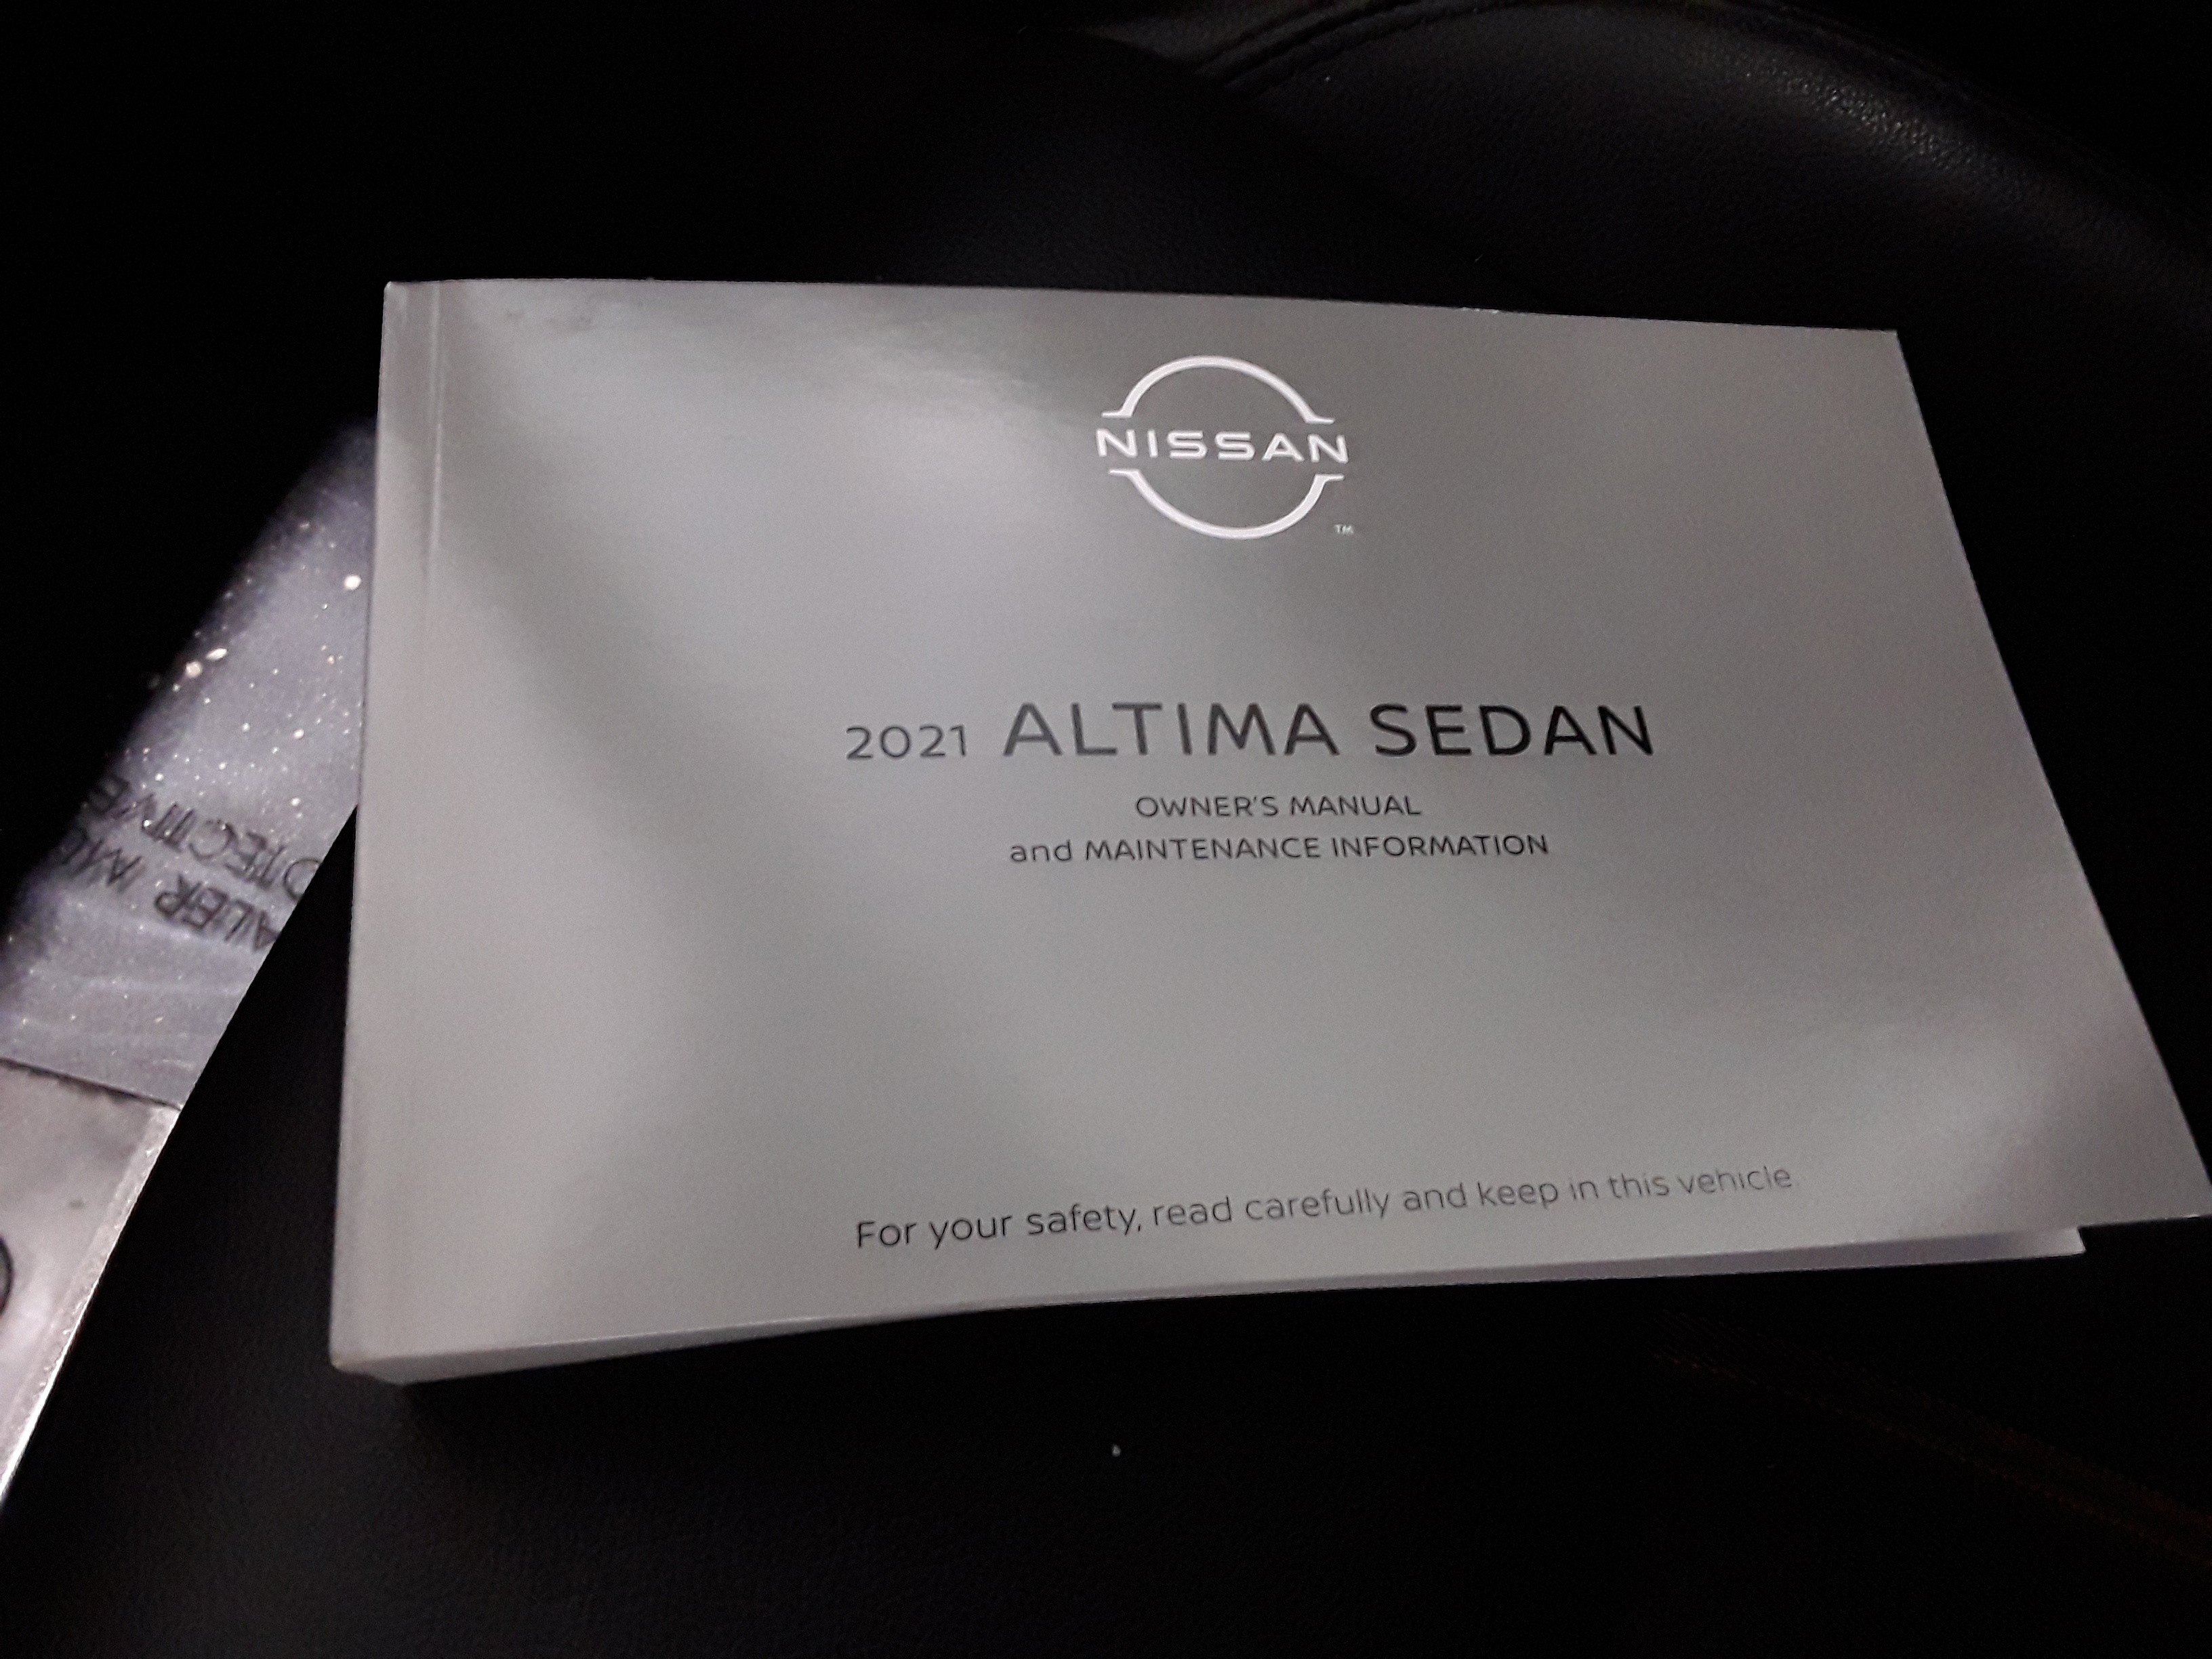 NISSAN
TM
2021 ALTIMA SEDAN
OWNER'S MANUAL
and MAINTENANCE INFORMATION
For your safety, read carefully and keep in this vehicle.